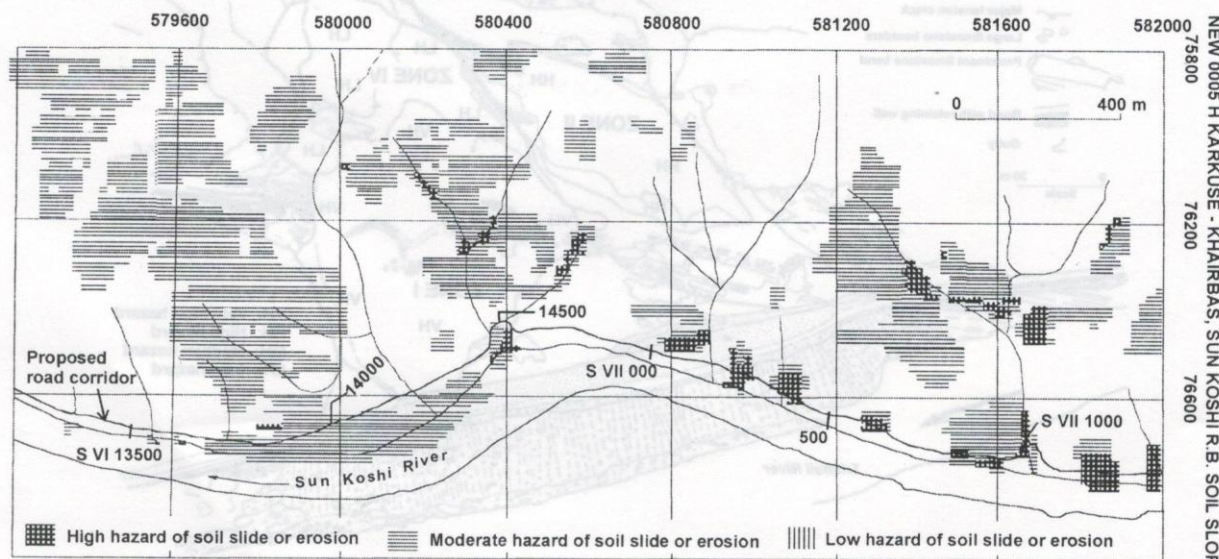 579600 580000 580400 580800 581200 581600 582000
75800
0 400 m
76200
14500
Proposed
road corridor
14000
S VII 000
76600
S VI 13500
500
S VII 1000
Sun Koshi River
High hazard of soil slide or erosion Moderate hazard of soil slide or erosion Low hazard of soil slide or erosion
NEW 0005 H KARKUSE - KHAIRBAS, SUN KOSHI R.B. SOIL SLO